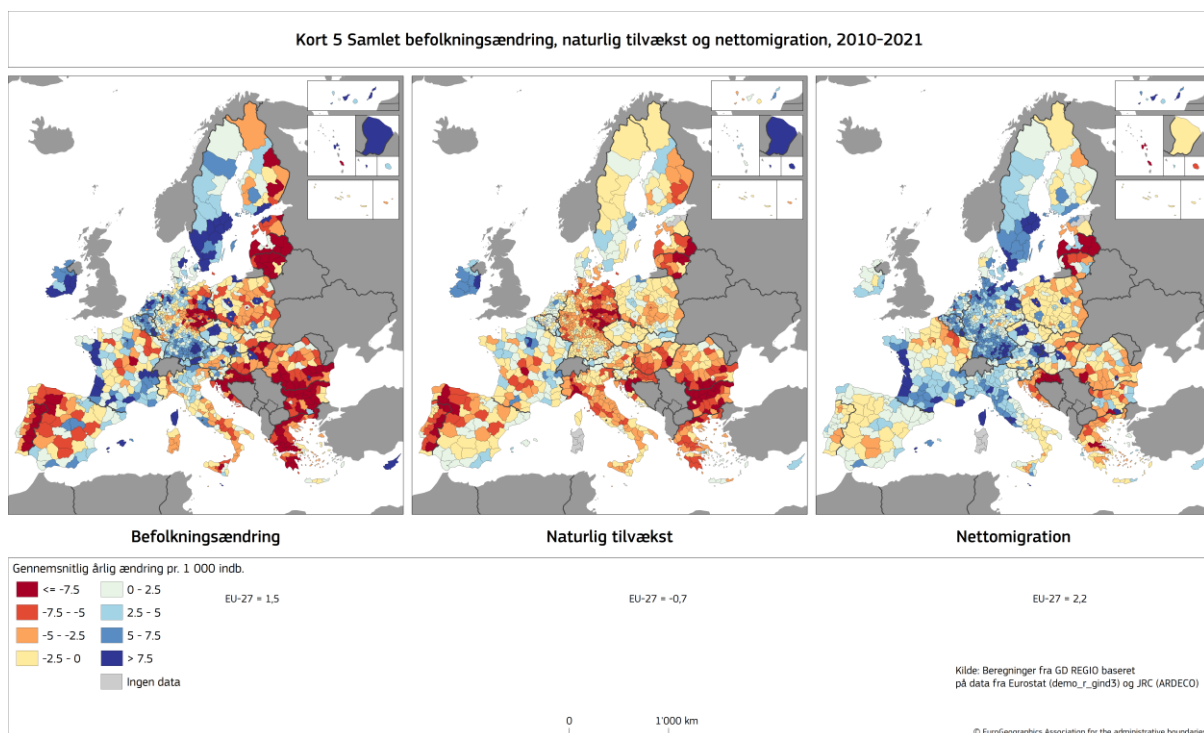 Kort 5 Samlet befolkningsændring, naturlig tilvækst og nettomigration, 2010-2021
Befolkningsændring
Naturlig tilvækst
Nettomigration
Gennemsnitlig årlig ændring pr. 1 000 indb.
<= -7.5
-7.5 - -5
-5 - -2.5
-2.5 - 0
0 - 2.5
2.5 - 5
5 - 7.5
> 7.5
Ingen data
EU-27 = 1,5
EU-27 = -0,7
EU-27 = 2,2
Kilde: Beregninger fra GD REGIO baseret
på data fra Eurostat (demo_r_gind3) og JRC (ARDECO)
0 1'000 km
© EuroGeographics Association for the administrative boundaries